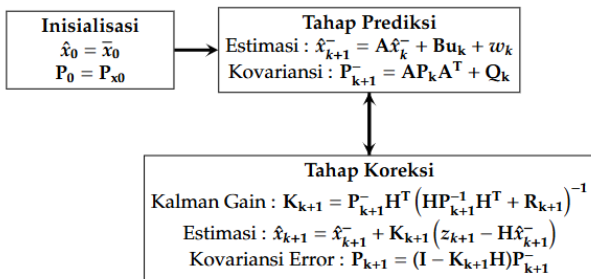 Inisialisasi
x̂₀ = x̄₀
P₀ = Pₓ₀
Tahap Prediksi
Estimasi : x̂⁻ₖ₊₁ = Ax̂⁻ₖ + Buₖ + wₖ
Kovariansi : P⁻ₖ₊₁ = APₖAᵀ + Qₖ
Tahap Koreksi
Kalman Gain : Kₖ₊₁ = P⁻ₖ₊₁Hᵀ(HP⁻¹ₖ₊₁Hᵀ + Rₖ₊₁)⁻¹
Estimasi : x̂ₖ₊₁ = x̂⁻ₖ₊₁ + Kₖ₊₁(zₖ₊₁ − Hx̂⁻ₖ₊₁)
Kovariansi Error : Pₖ₊₁ = (I − Kₖ₊₁H)P⁻ₖ₊₁